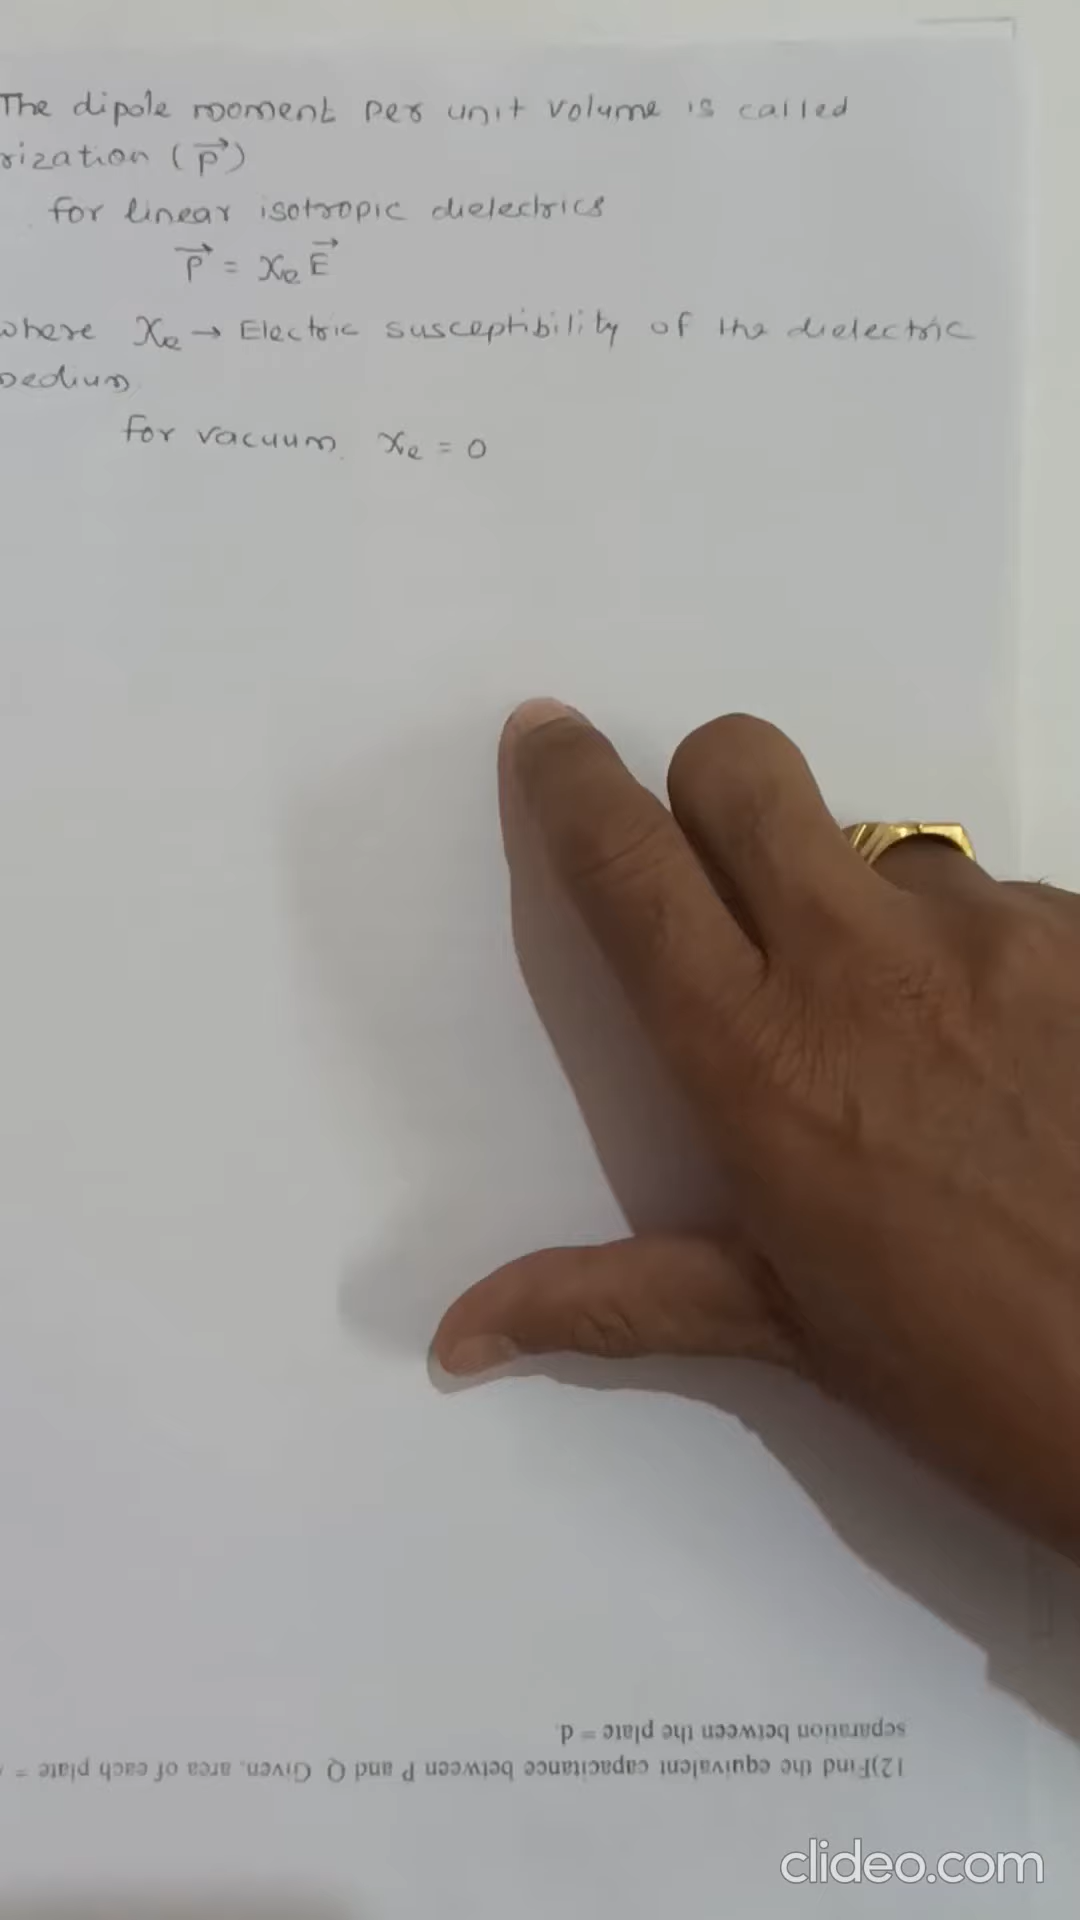 The dipole moment per unit volume is called
rization (P⃗)
for linear isotropic dielectrics
P⃗ = χe E⃗
where χe → Electric susceptibility of the dielectric
medium
for vacuum χe = 0
12)Find the equivalent capacitance between P and Q Given, area of each plate =
separation between the plate = d.
clideo.com